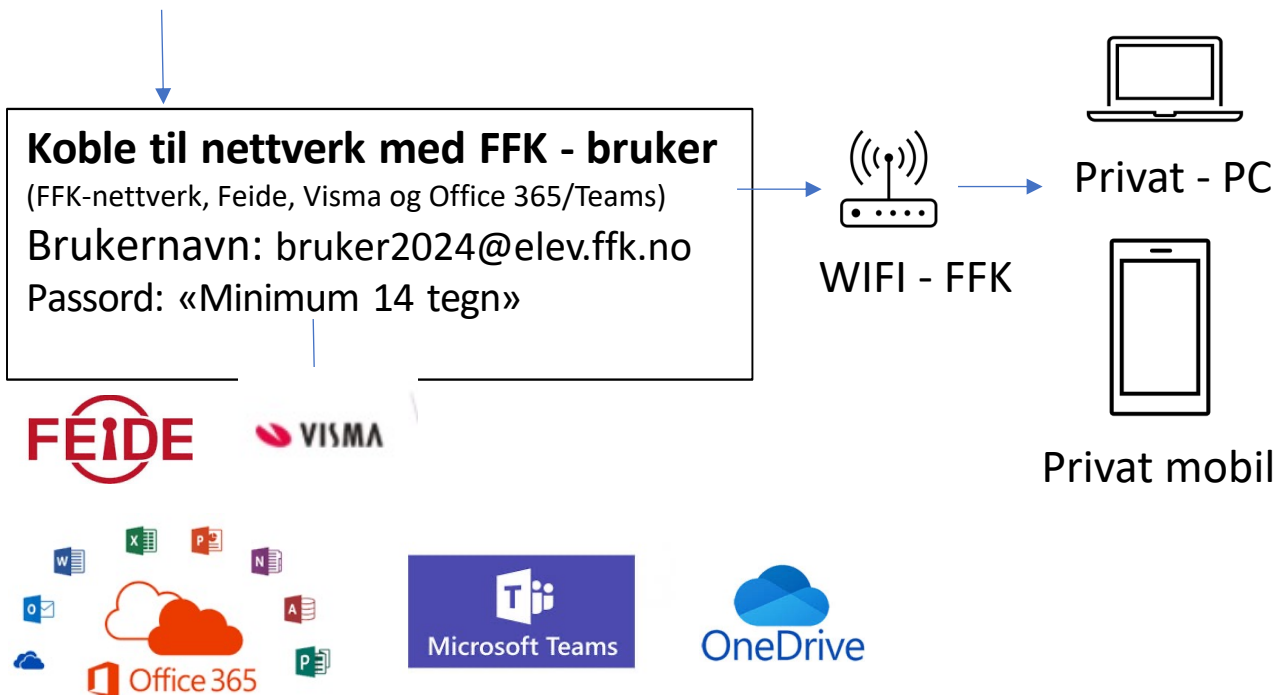 Koble til nettverk med FFK - bruker
(FFK-nettverk, Feide, Visma og Office 365/Teams)
Brukernavn: bruker2024@elev.ffk.no
Passord: «Minimum 14 tegn»
WIFI - FFK
Privat - PC
Privat mobil
FEIDE
VISMA
X
P
W
N
O
A
P
Office 365
T
Microsoft Teams
OneDrive